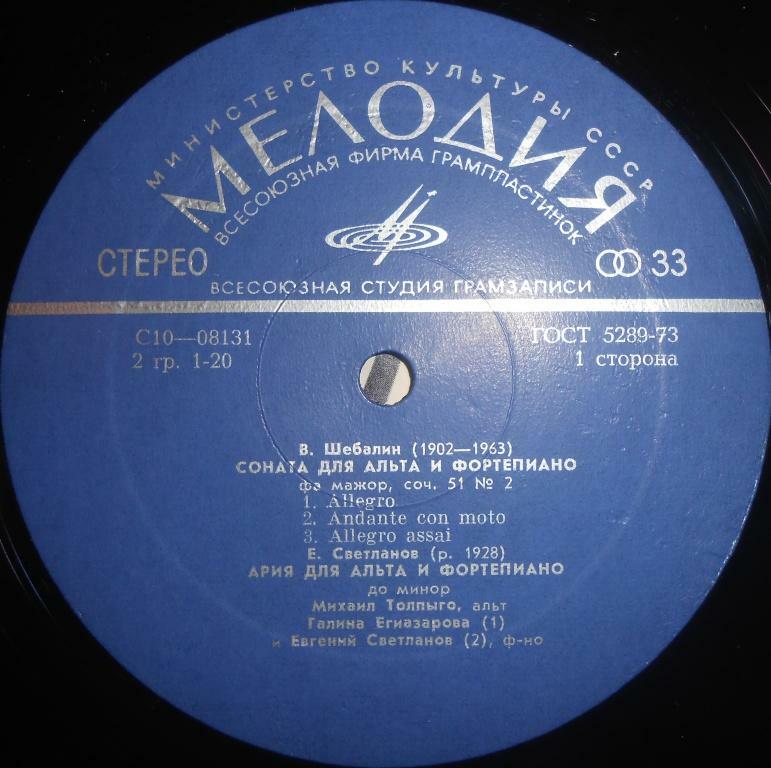 МИНИСТЕРСТВО КУЛЬТУРЫ СССР
МЕЛОДИЯ
ВСЕСОЮЗНАЯ ФИРМА ГРАМПЛАСТИНОК
СТЕРЕО
33
ВСЕСОЮЗНАЯ СТУДИЯ ГРАМЗАПИСИ
С10—08131
ГОСТ 5289-73
2 гр. 1-20
1 сторона
В. Шебалин (1902—1963)
СОНАТА ДЛЯ АЛЬТА И ФОРТЕПИАНО
фа мажор, соч. 51 № 2
1. Allegro
2. Andante con moto
3. Allegro assai
Е. Светланов (р. 1928)
АРИЯ ДЛЯ АЛЬТА И ФОРТЕПИАНО
до минор
Михаил Толпыго, альт
Галина Егиазарова (1)
и Евгений Светланов (2), ф-но